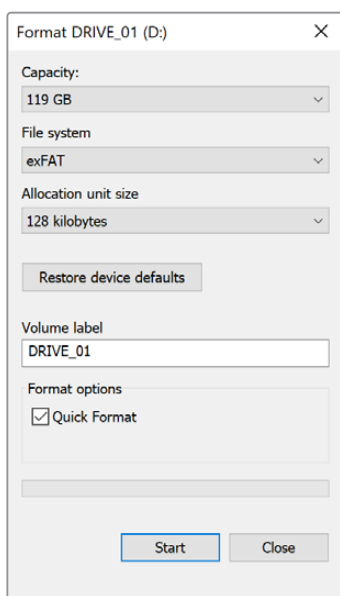 Format DRIVE_01 (D:)
Capacity:
119 GB
File system
exFAT
Allocation unit size
128 kilobytes
Restore device defaults
Volume label
DRIVE_01
Format options
Quick Format
Start Close